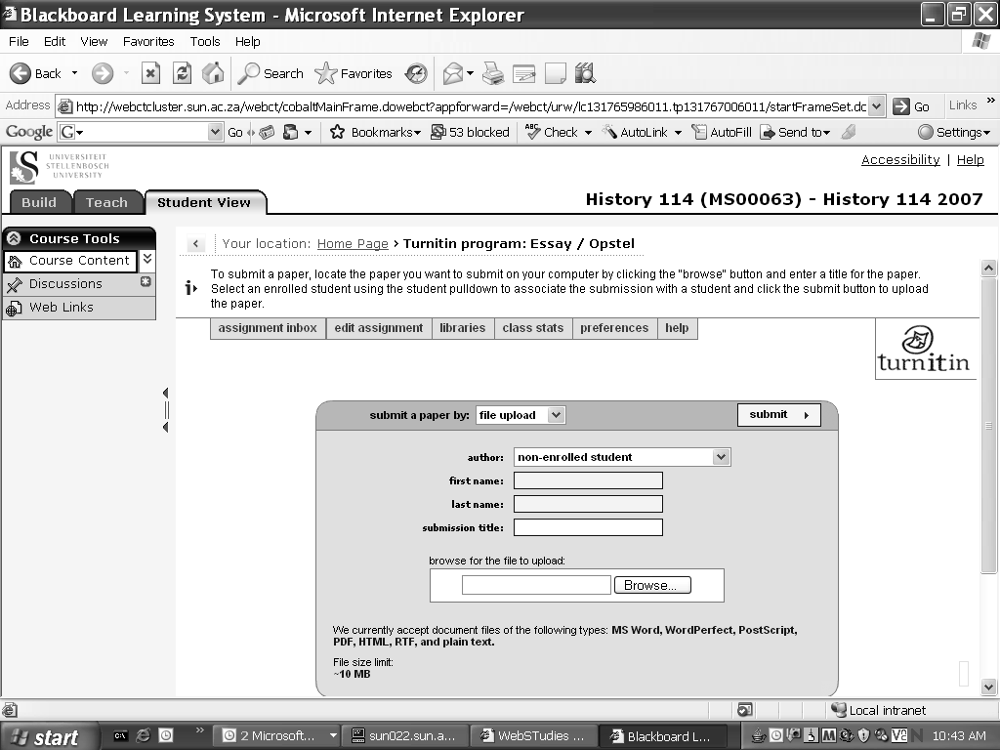 Blackboard Learning System - Microsoft Internet Explorer
File Edit View Favorites Tools Help
Back Search Favorites
Address http://webctcluster.sun.ac.za/webct/cobaltMainFrame.dowebct?appforward=/webct/urw/lc131765986011.tp131767006011/startFrameSet.dc Go Links »
Google G Go Bookmarks 53 blocked ABC Check AutoLink AutoFill Send to Settings
UNIVERSITEIT
STELLENBOSCH
UNIVERSITY
Accessibility | Help
Build Teach Student View History 114 (MS00063) - History 114 2007
Course Tools
Course Content
Discussions
Web Links
Your location: Home Page › Turnitin program: Essay / Opstel
To submit a paper, locate the paper you want to submit on your computer by clicking the "browse" button and enter a title for the paper.
Select an enrolled student using the student pulldown to associate the submission with a student and click the submit button to upload
the paper.
assignment inbox edit assignment libraries class stats preferences help
turnitin
submit a paper by: file upload submit
author: non-enrolled student
first name:
last name:
submission title:
browse for the file to upload:
Browse...
We currently accept document files of the following types: MS Word, WordPerfect, PostScript,
PDF, HTML, RTF, and plain text.
File size limit:
~10 MB
Local intranet
start » 2 Microsoft... sun022.sun.a... WebSTudies ... Blackboard L... 10:43 AM